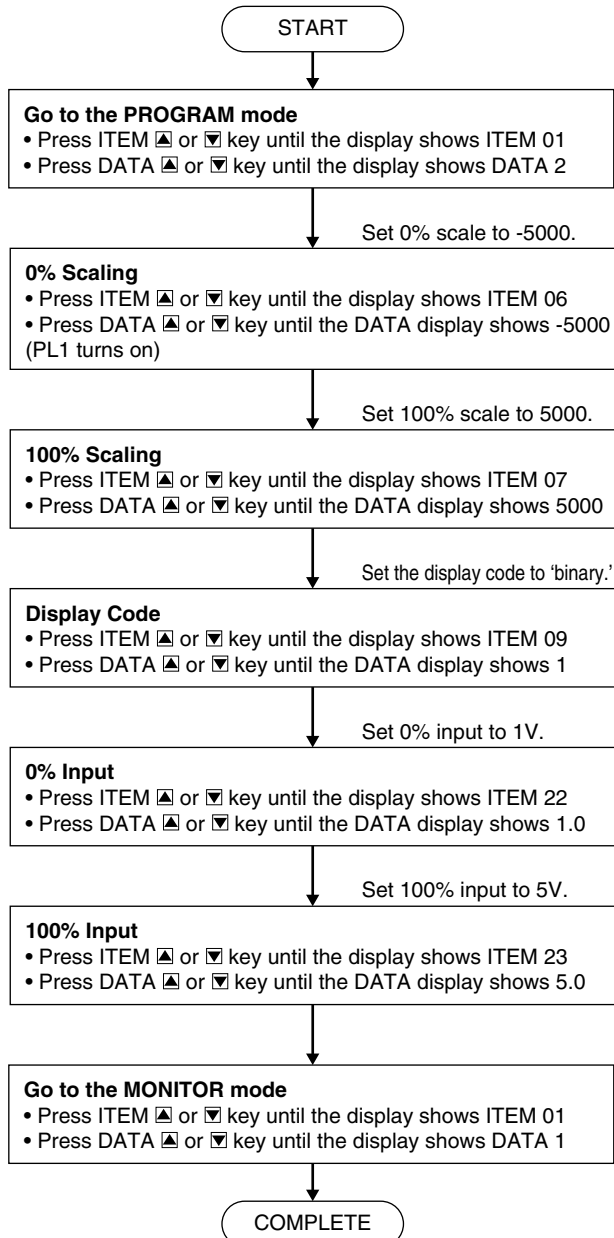 START
Go to the PROGRAM mode
• Press ITEM ▲ or ▼ key until the display shows ITEM 01
• Press DATA ▲ or ▼ key until the display shows DATA 2
Set 0% scale to -5000.
0% Scaling
• Press ITEM ▲ or ▼ key until the display shows ITEM 06
• Press DATA ▲ or ▼ key until the DATA display shows -5000
(PL1 turns on)
Set 100% scale to 5000.
100% Scaling
• Press ITEM ▲ or ▼ key until the display shows ITEM 07
• Press DATA ▲ or ▼ key until the DATA display shows 5000
Set the display code to ‘binary.’
Display Code
• Press ITEM ▲ or ▼ key until the display shows ITEM 09
• Press DATA ▲ or ▼ key until the DATA display shows 1
Set 0% input to 1V.
0% Input
• Press ITEM ▲ or ▼ key until the display shows ITEM 22
• Press DATA ▲ or ▼ key until the DATA display shows 1.0
Set 100% input to 5V.
100% Input
• Press ITEM ▲ or ▼ key until the display shows ITEM 23
• Press DATA ▲ or ▼ key until the DATA display shows 5.0
Go to the MONITOR mode
• Press ITEM ▲ or ▼ key until the display shows ITEM 01
• Press DATA ▲ or ▼ key until the display shows DATA 1
COMPLETE